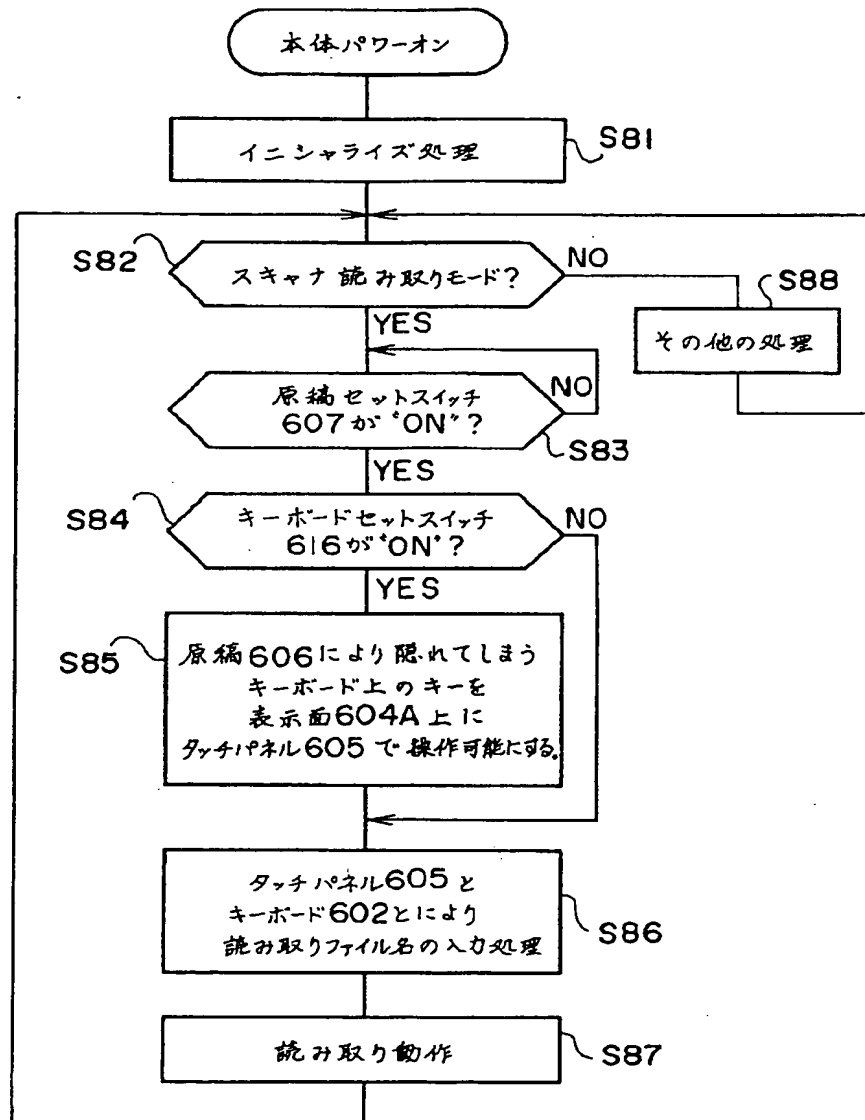 本体パワーオン
イニシャライズ処理
S81
S82
スキャナ読み取りモード?
NO
S88
YES
その他の処理
原稿セットスイッチ
607が"ON"?
NO
S83
YES
S84
キーボードセットスイッチ
616が"ON"?
NO
YES
S85
原稿606により隠れてしまう
キーボード上のキーを
表示面604A上に
タッチパネル605で操作可能にする。
タッチパネル605と
キーボード602とにより
読み取りファイル名の入力処理
S86
読み取り動作
S87